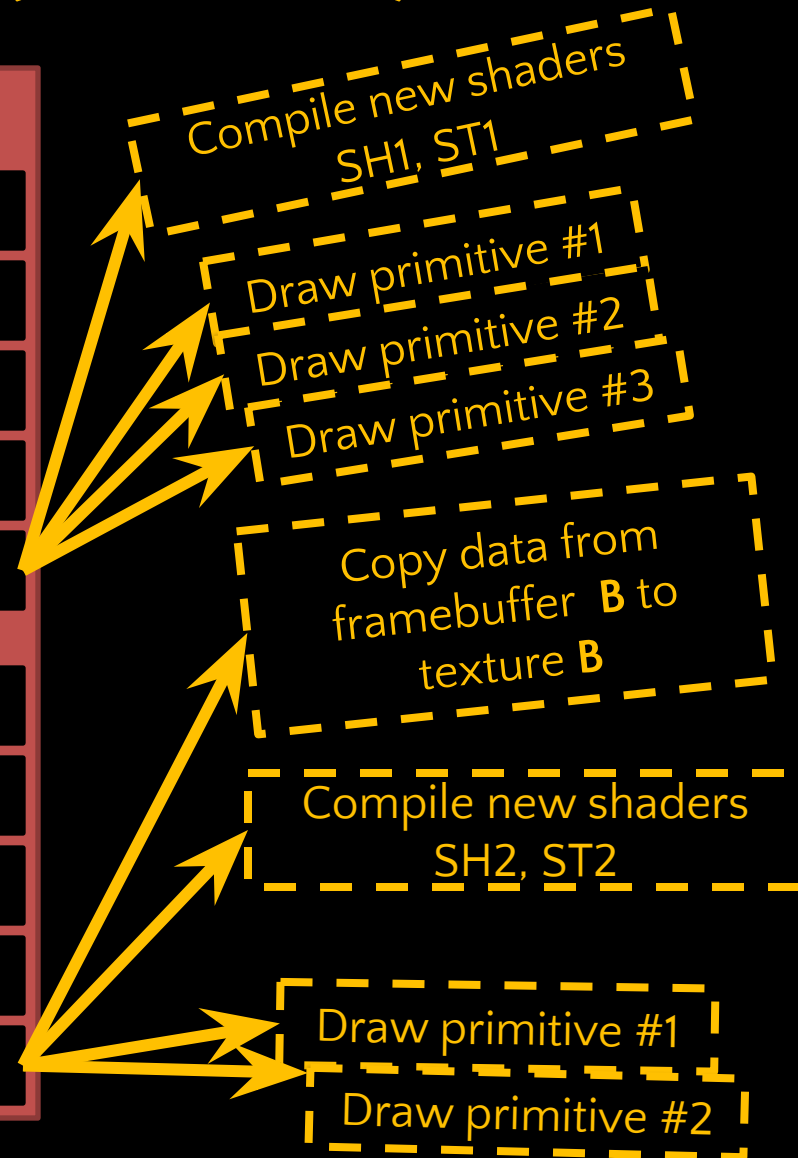 Compile new shaders
SH1, ST1
Draw primitive #1
Draw primitive #2
Draw primitive #3
Copy data from
framebuffer B to
texture B
Compile new shaders
SH2, ST2
Draw primitive #1
Draw primitive #2